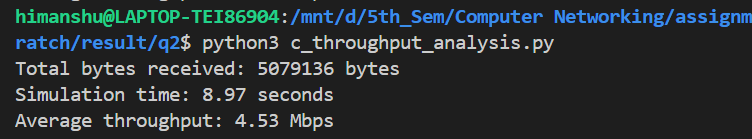 himanshu@LAPTOP-TEI86904:/mnt/d/5th_Sem/Computer Networking/assignm
ratch/result/q2$ python3 c_throughput_analysis.py
Total bytes received: 5079136 bytes
Simulation time: 8.97 seconds
Average throughput: 4.53 Mbps